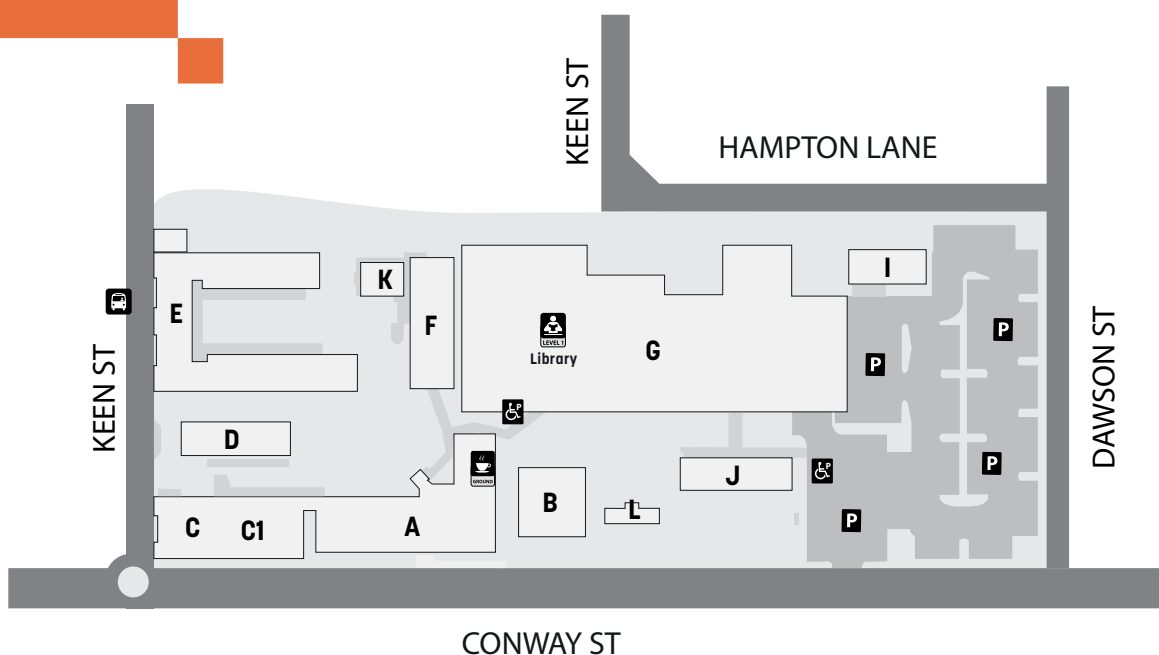 KEEN ST
HAMPTON LANE
K
I
E
F
LEVEL 1
Library
G
P
P
KEEN ST
DAWSON ST
P
D
GROUND
J
P
P
B
L
C
C1
A
P
CONWAY ST